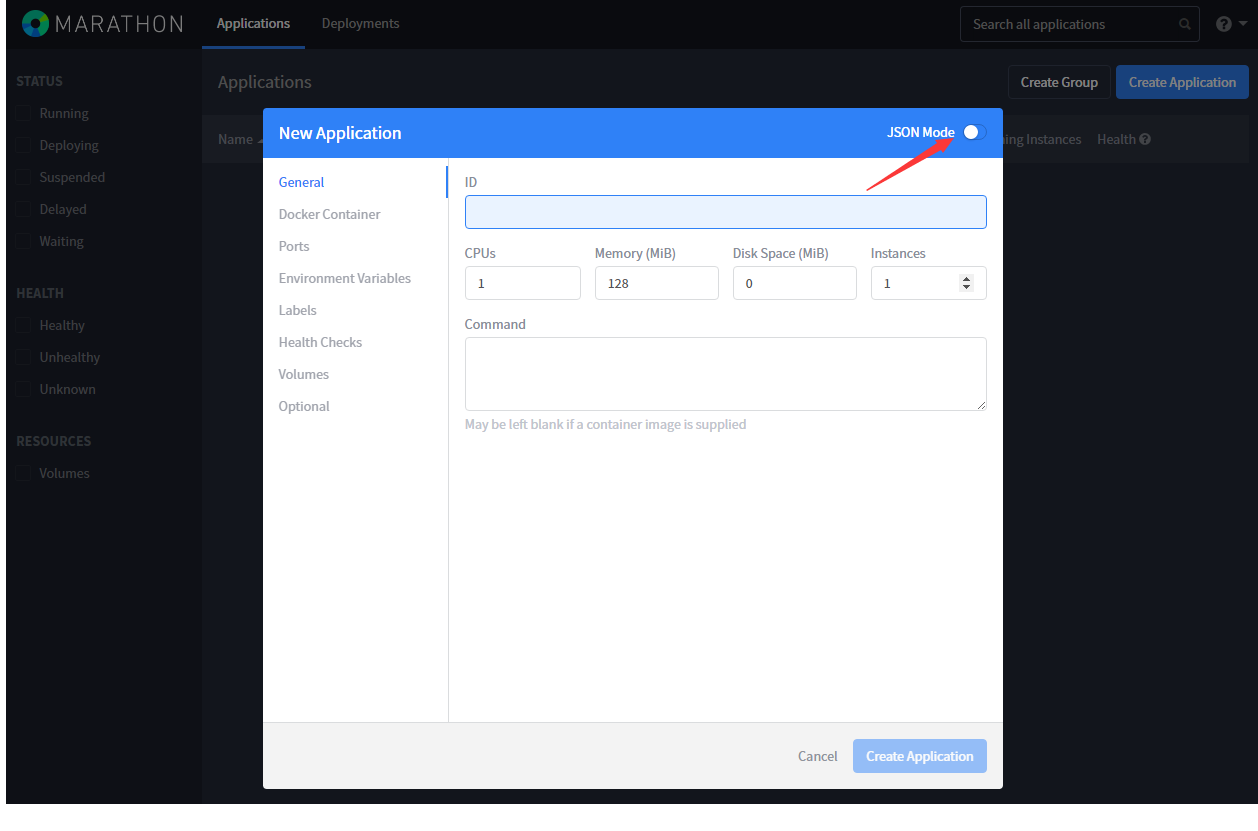 MARATHON
Applications
Deployments
Search all applications
STATUS
Running
Deploying
Suspended
Delayed
Waiting
HEALTH
Healthy
Unhealthy
Unknown
RESOURCES
Volumes
Applications
Create Group
Create Application
Name
ing Instances
Health
New Application
JSON Mode
General
Docker Container
Ports
Environment Variables
Labels
Health Checks
Volumes
Optional
ID
CPUs Memory (MiB) Disk Space (MiB) Instances
1 128 0 1
Command
May be left blank if a container image is supplied
Cancel
Create Application